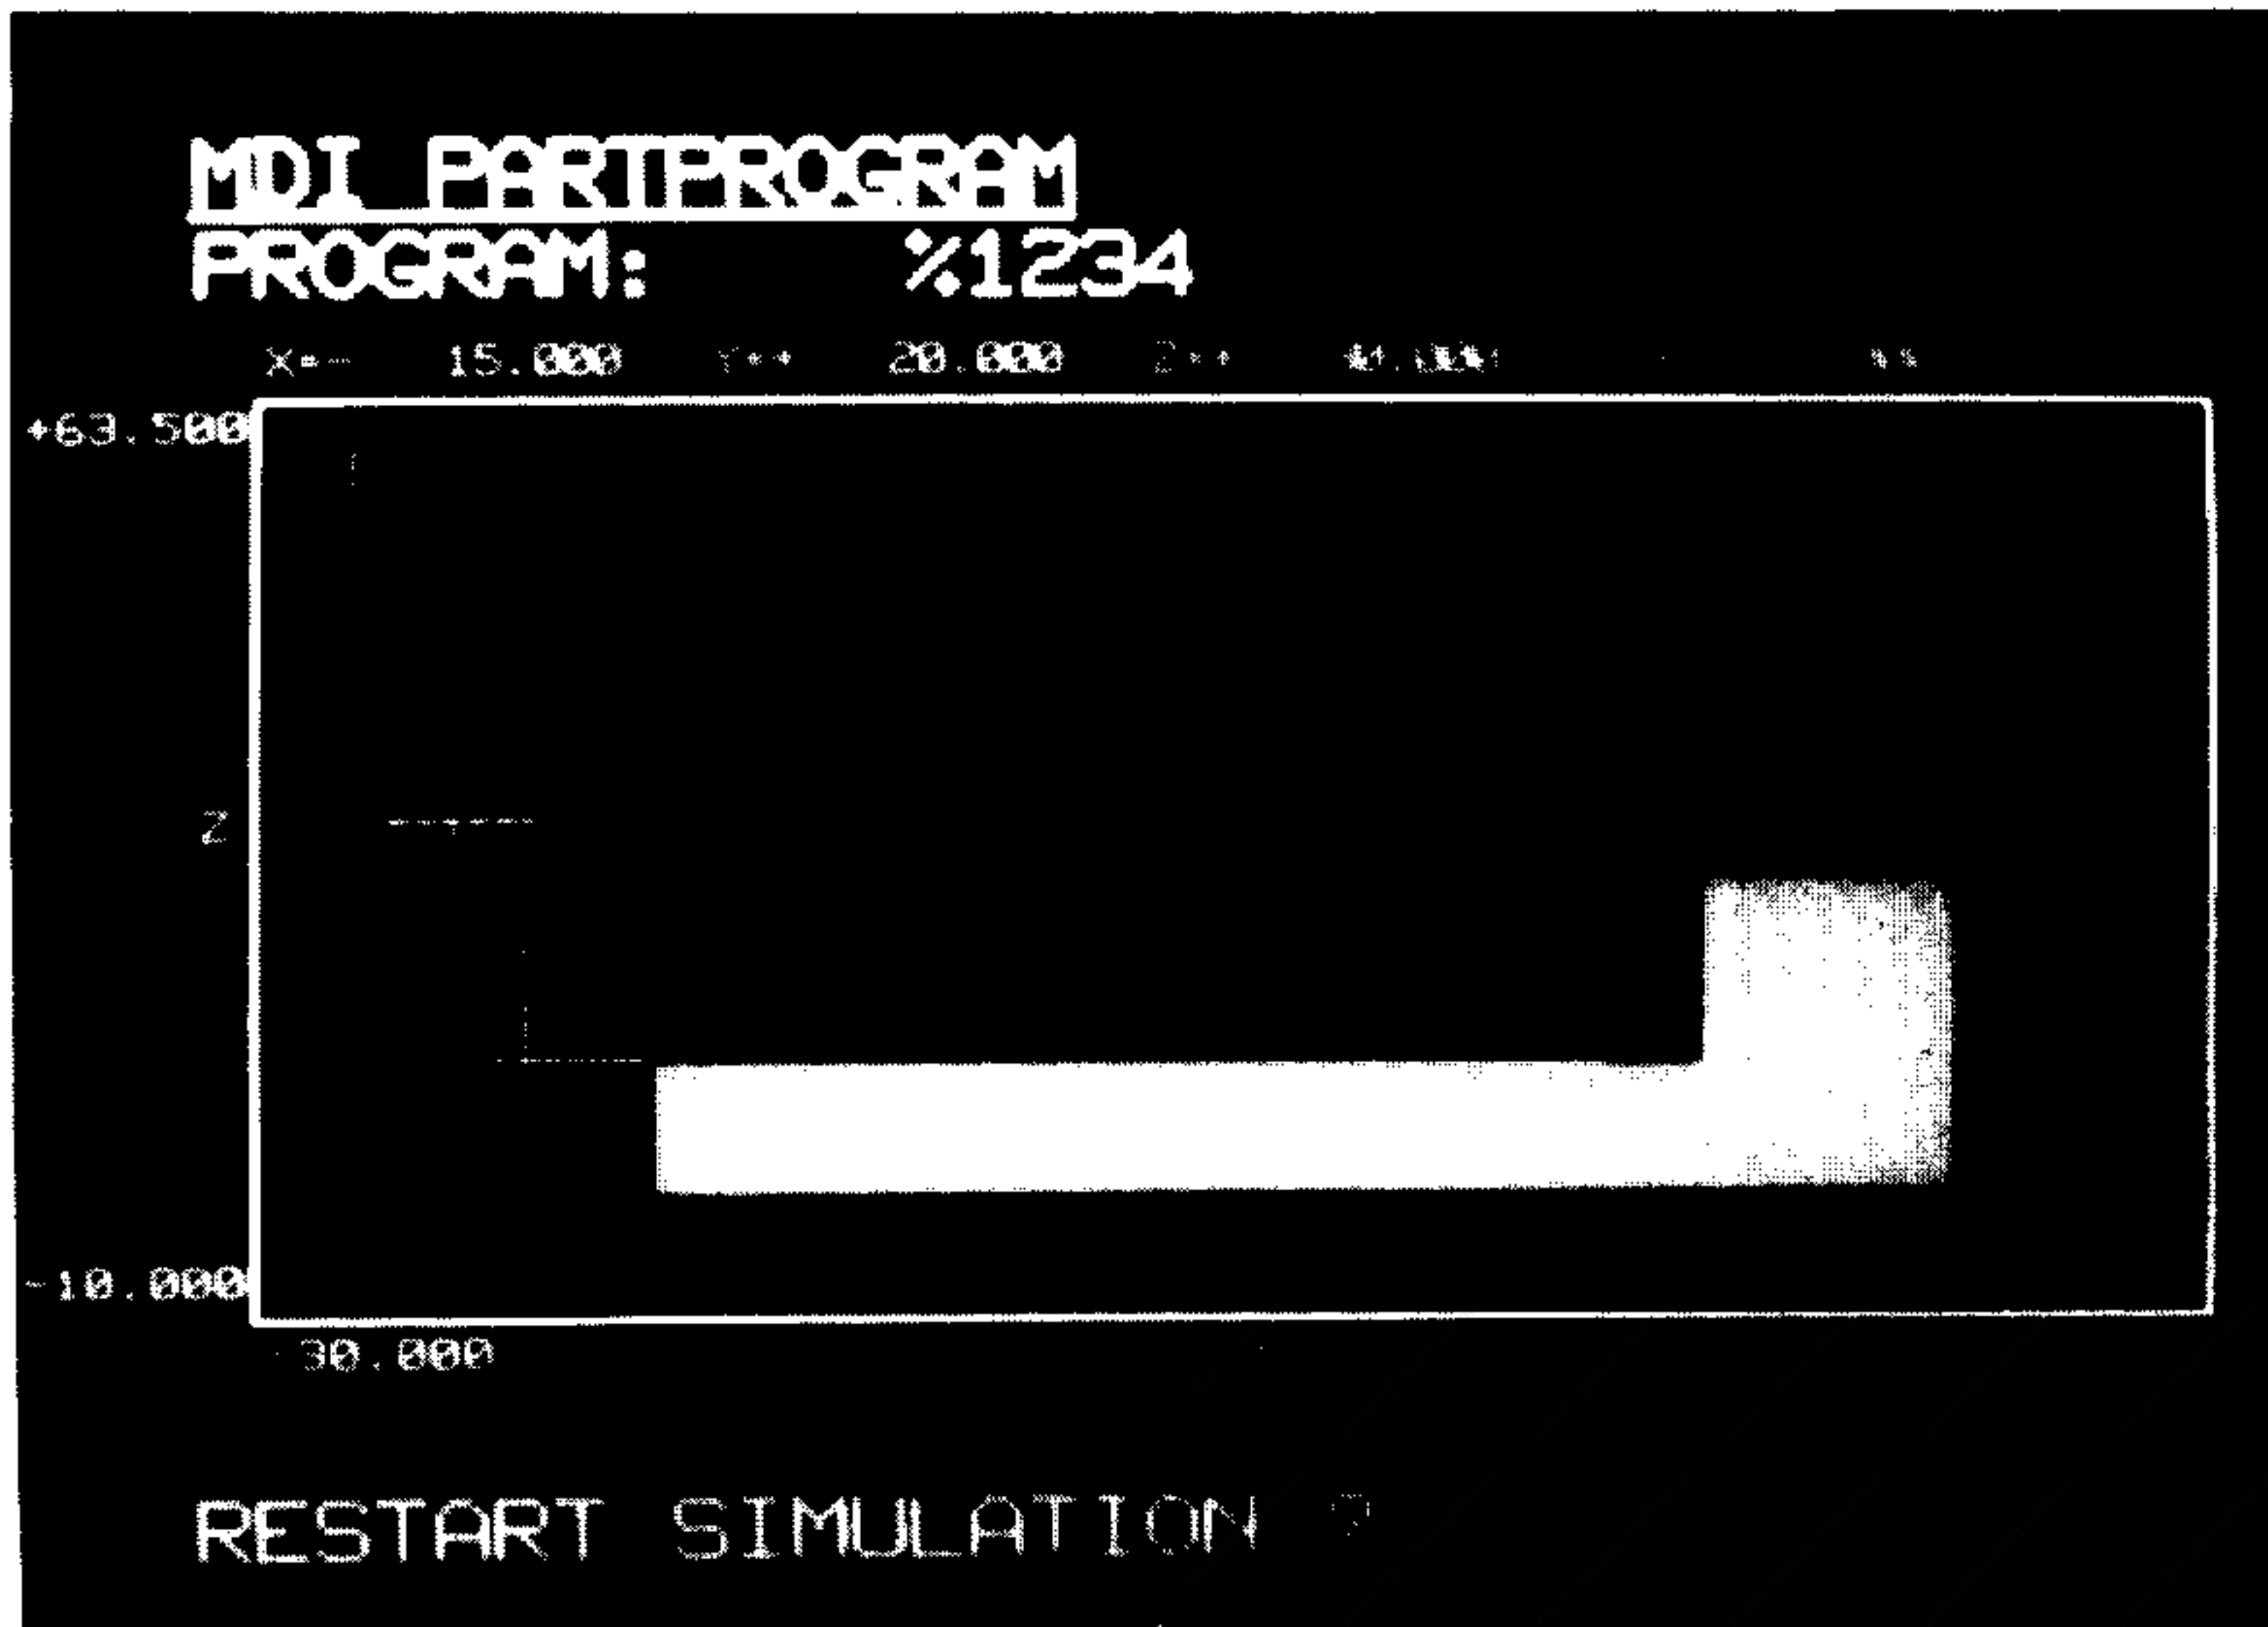 MDI PARTPROGRAM
PROGRAM: %1234
X=- 15.000 Y=+ 20.000 Z=+
+63.500
Z
-10.000
30.000
RESTART SIMULATION ?